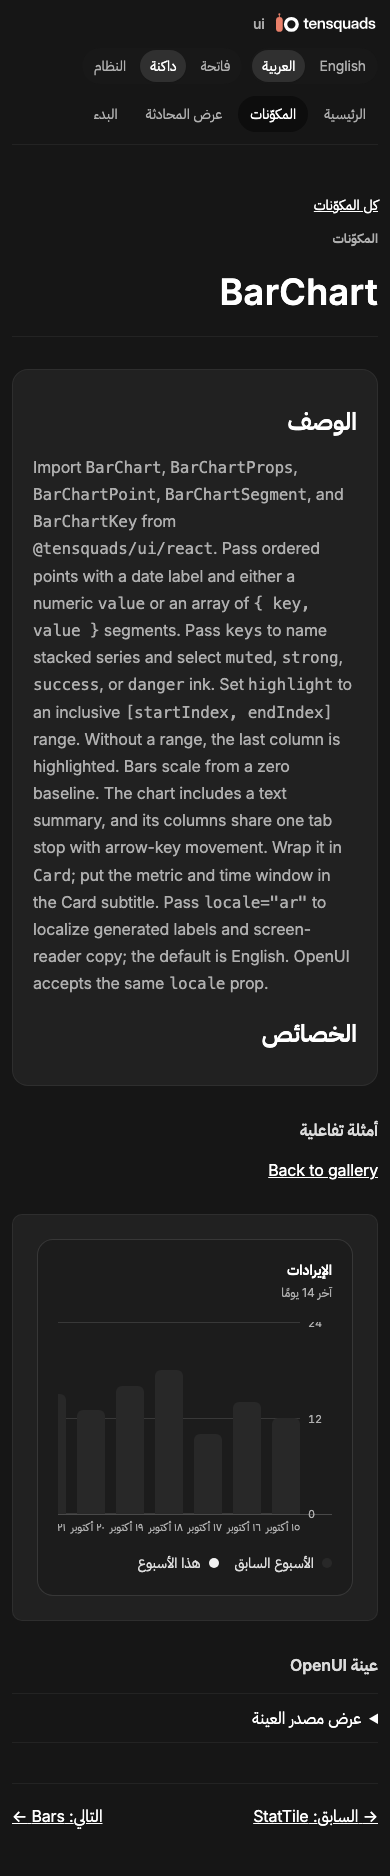 tensquads ui
English العربية فاتحة داكنة النظام
الرئيسية المكوّنات عرض المحادثة البدء
كل المكوّنات
المكوّنات
BarChart
الوصف
Import BarChart, BarChartProps,
BarChartPoint, BarChartSegment, and
BarChartKey from
@tensquads/ui/react. Pass ordered
points with a date label and either a
numeric value or an array of { key,
value } segments. Pass keys to name
stacked series and select muted, strong,
success, or danger ink. Set highlight to
an inclusive [startIndex, endIndex]
range. Without a range, the last column is
highlighted. Bars scale from a zero
baseline. The chart includes a text
summary, and its columns share one tab
stop with arrow-key movement. Wrap it in
Card; put the metric and time window in
the Card subtitle. Pass locale="ar" to
localize generated labels and screen-
reader copy; the default is English. OpenUI
accepts the same locale prop.
الخصائص
أمثلة تفاعلية
Back to gallery
الإيرادات
آخر 14 يومًا
24
12
0
١٥ أكتوبر ١٦ أكتوبر ١٧ أكتوبر ١٨ أكتوبر ١٩ أكتوبر ٢٠ أكتوبر ٢١
الأسبوع السابق هذا الأسبوع
عينة OpenUI
عرض مصدر العينة
→ السابق: StatTile التالي: Bars ←